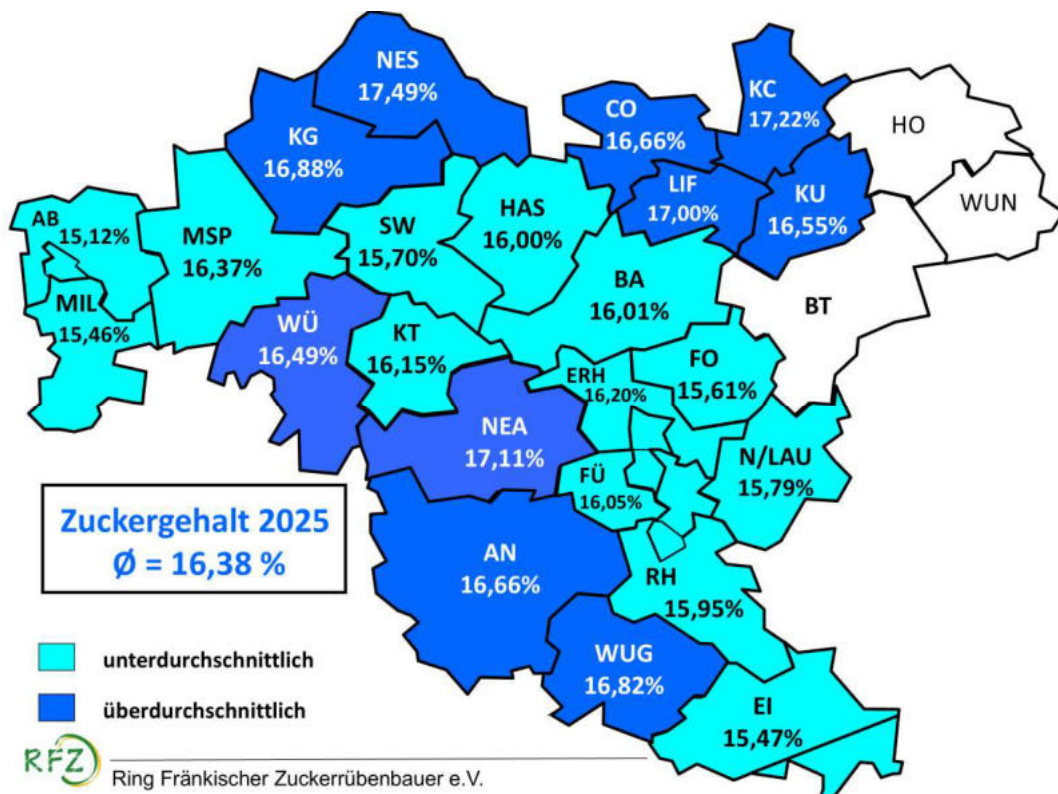 NES
17,49%
KC
17,22%
CO
16,66%
HO
KG
16,88%
LIF
17,00%
KU
16,55%
WUN
AB
15,12%
MSP
16,37%
SW
15,70%
HAS
16,00%
BA
16,01%
BT
MIL
15,46%
WÜ
16,49%
KT
16,15%
ERH
16,20%
FO
15,61%
NEA
17,11%
FÜ
16,05%
N/LAU
15,79%
Zuckergehalt 2025
Ø = 16,38 %
AN
16,66%
RH
15,95%
WUG
16,82%
EI
15,47%
unterdurchschnittlich
überdurchschnittlich
RFZ
Ring Fränkischer Zuckerrübenbauer e.V.